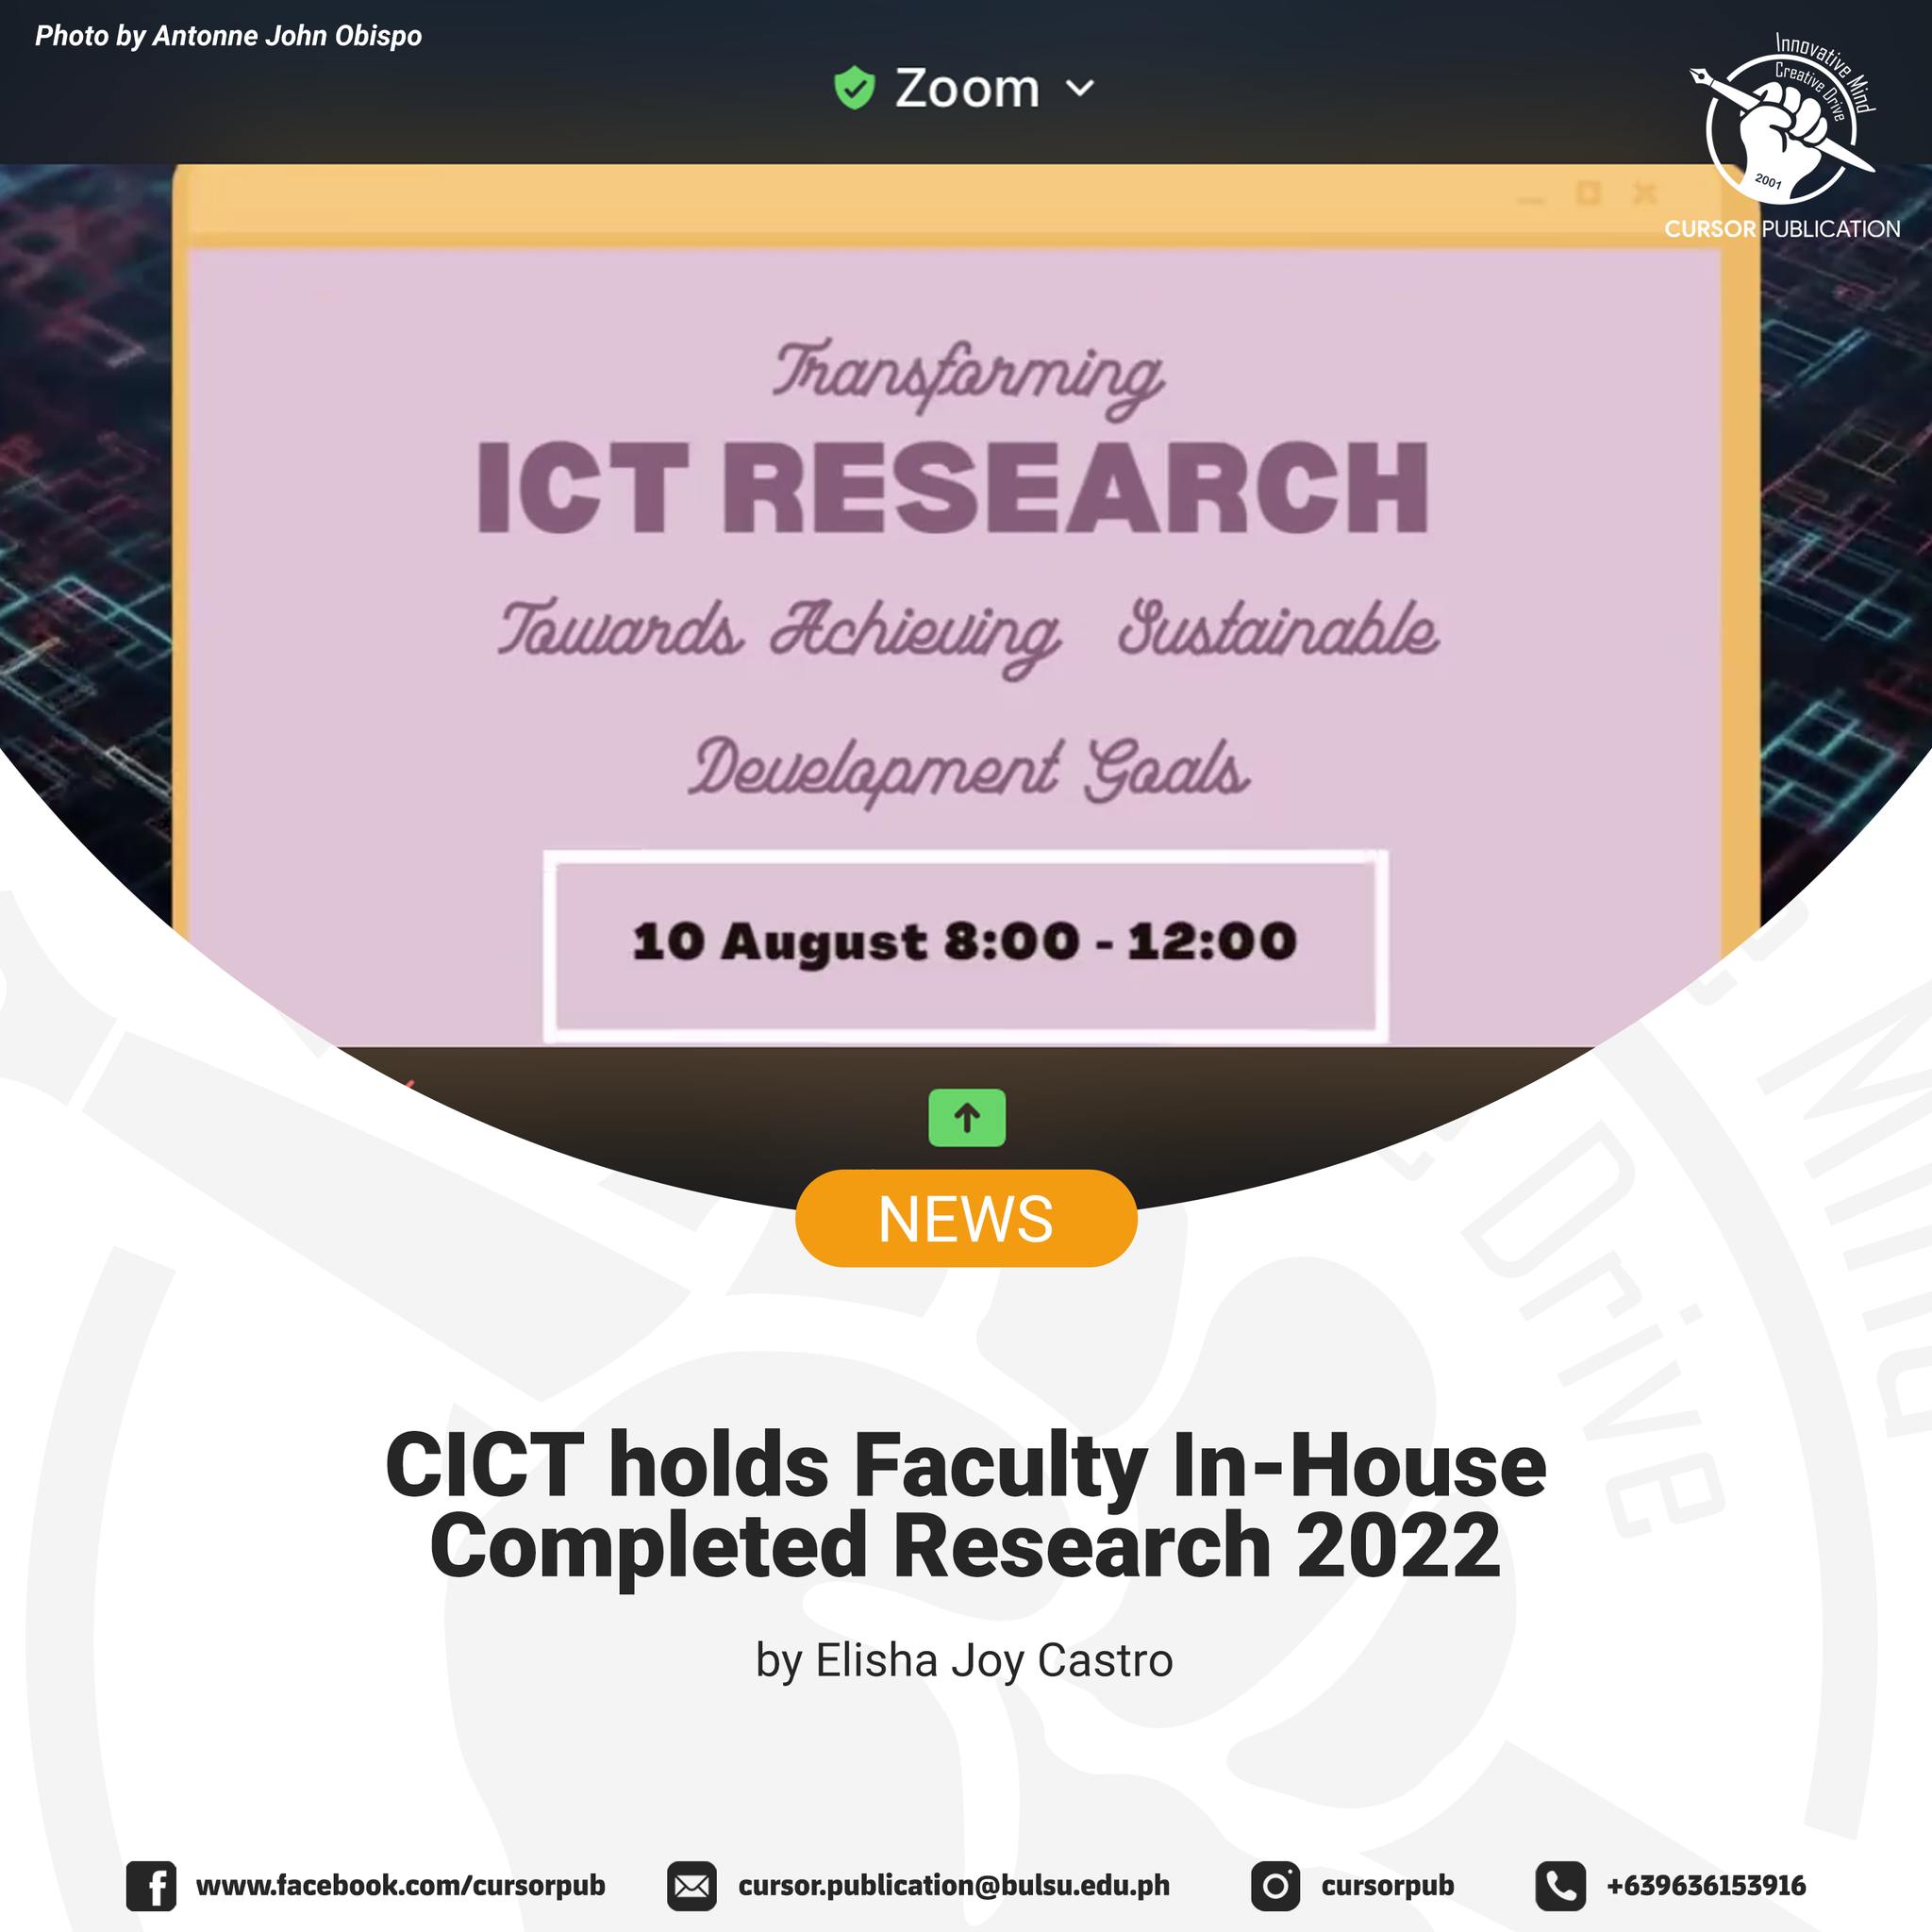 Photo by Antonne John Obispo
Zoom
Innovative Mind
Creative Drive
2001
CURSOR PUBLICATION
Transforming
ICT RESEARCH
Towards Achieving Sustainable
Development Goals
10 August 8:00 - 12:00
NEWS
Mind
Drive
CICT holds Faculty In-House
Completed Research 2022
by Elisha Joy Castro
www.facebook.com/cursorpub
cursor.publication@bulsu.edu.ph
cursorpub
+639636153916